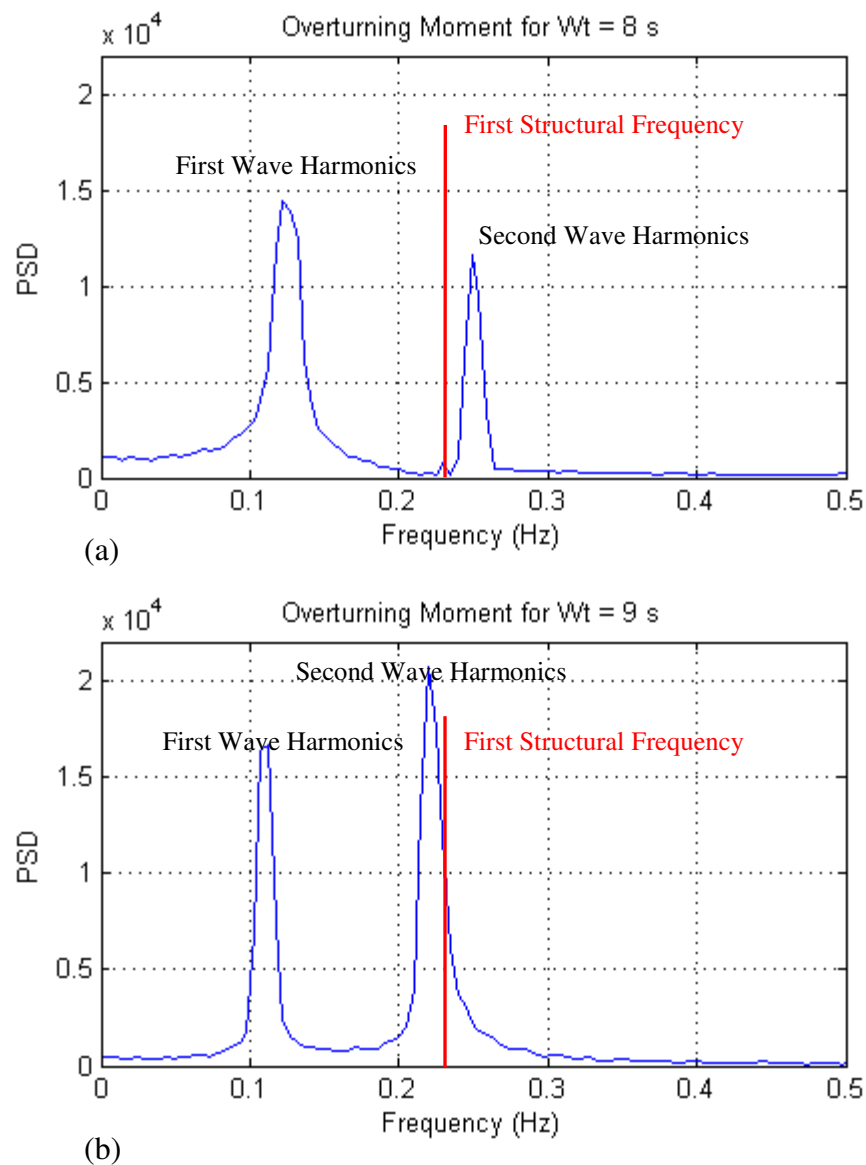 x 10^4
Overturning Moment for Wt = 8 s
2
First Structural Frequency
First Wave Harmonics
1.5
Second Wave Harmonics
PSD
1
0.5
0
0 0.1 0.2 0.3 0.4 0.5
Frequency (Hz)
(a)
x 10^4
Overturning Moment for Wt = 9 s
Second Wave Harmonics
2
First Wave Harmonics
First Structural Frequency
1.5
PSD
1
0.5
0
0 0.1 0.2 0.3 0.4 0.5
Frequency (Hz)
(b)